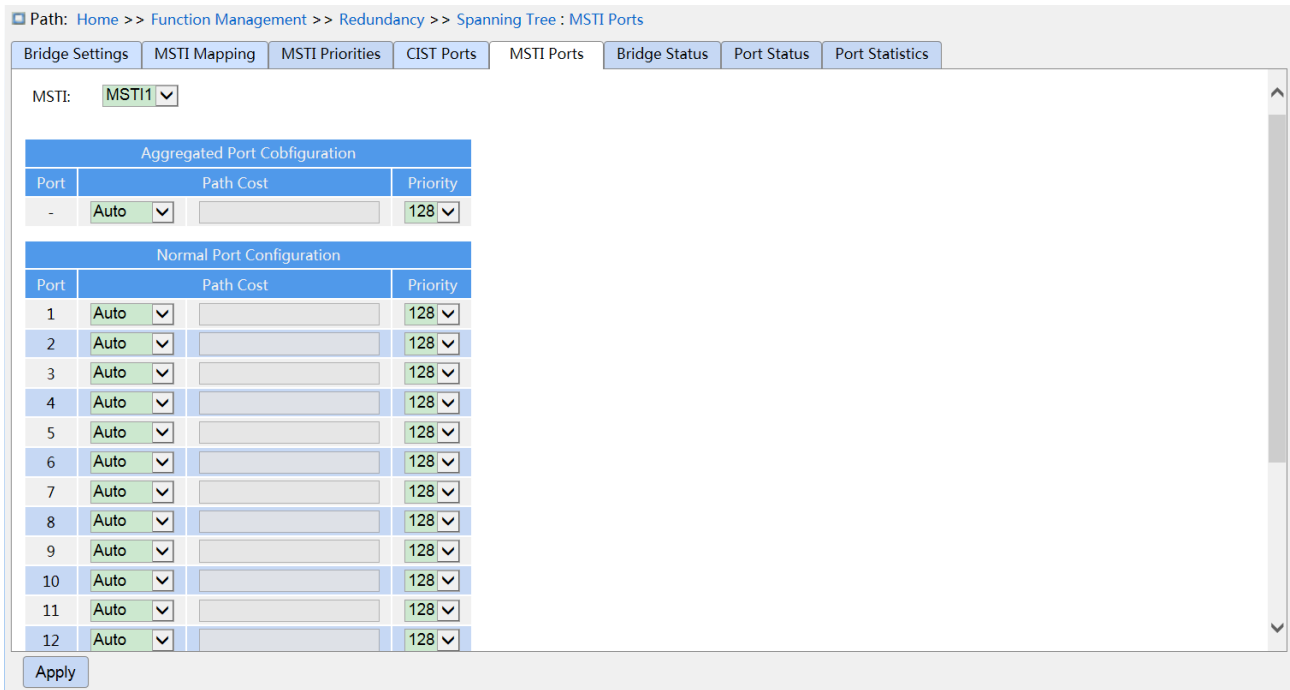 Path: Home >> Function Management >> Redundancy >> Spanning Tree : MSTI Ports
Bridge Settings MSTI Mapping MSTI Priorities CIST Ports MSTI Ports Bridge Status Port Status Port Statistics
MSTI: MSTI1
Aggregated Port Cobfiguration
Port Path Cost Priority
- Auto 128
Normal Port Configuration
Port Path Cost Priority
1 Auto 128
2 Auto 128
3 Auto 128
4 Auto 128
5 Auto 128
6 Auto 128
7 Auto 128
8 Auto 128
9 Auto 128
10 Auto 128
11 Auto 128
12 Auto 128
Apply